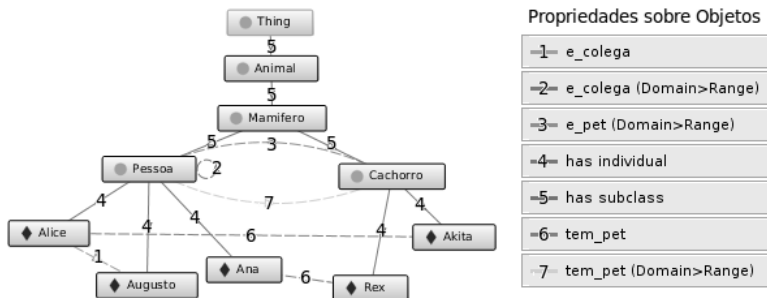 Thing
5
Animal
5
Mamifero
5 3 5
Pessoa 2 Cachorro
4 4 4 7 4 4
Alice 6 Akita
1
Augusto Ana 6 Rex
Propriedades sobre Objetos
1 e_colega
2 e_colega (Domain>Range)
3 e_pet (Domain>Range)
4 has individual
5 has subclass
6 tem_pet
7 tem_pet (Domain>Range)